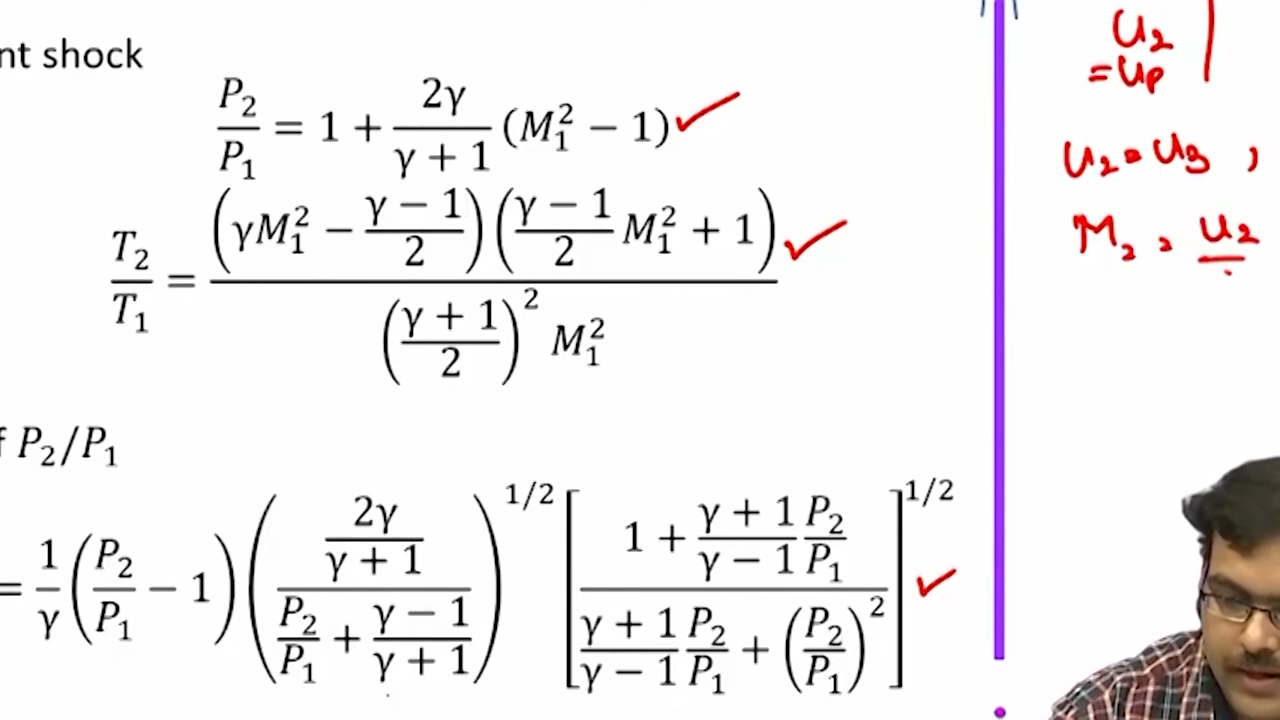 nt shock
P₂/P₁ = 1 + 2γ/(γ + 1) (M₁² − 1)
T₂/T₁ = (γM₁² − (γ − 1)/2) ((γ − 1)/2 M₁² + 1) / (((γ + 1)/2)² M₁²)
f P₂/P₁
= 1/γ (P₂/P₁ − 1) ((2γ/(γ + 1)) / (P₂/P₁ + (γ − 1)/(γ + 1)))^1/2 [(1 + (γ + 1)/(γ − 1) P₂/P₁) / ((γ + 1)/(γ − 1) P₂/P₁ + (P₂/P₁)²)]^1/2
U₂
= Up
U₂ = U₃ ,
M₂ = U₂